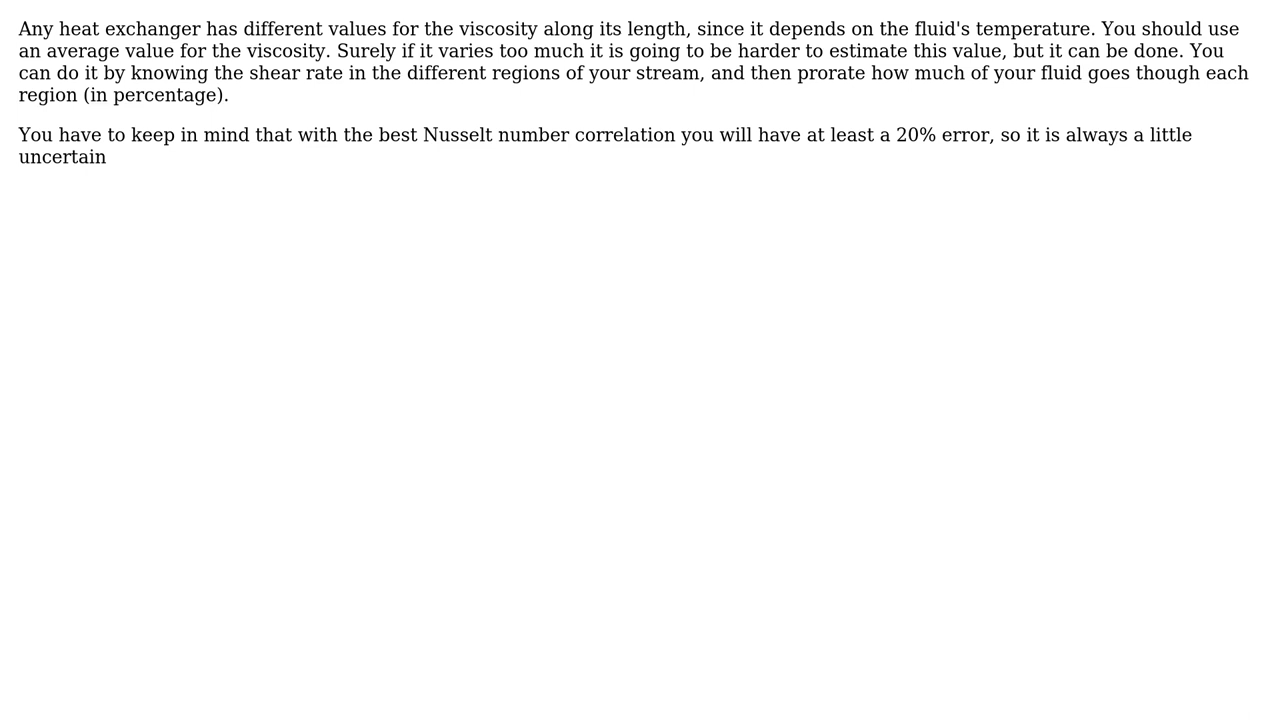 Any heat exchanger has different values for the viscosity along its length, since it depends on the fluid's temperature. You should use
an average value for the viscosity. Surely if it varies too much it is going to be harder to estimate this value, but it can be done. You
can do it by knowing the shear rate in the different regions of your stream, and then prorate how much of your fluid goes though each
region (in percentage).
You have to keep in mind that with the best Nusselt number correlation you will have at least a 20% error, so it is always a little
uncertain